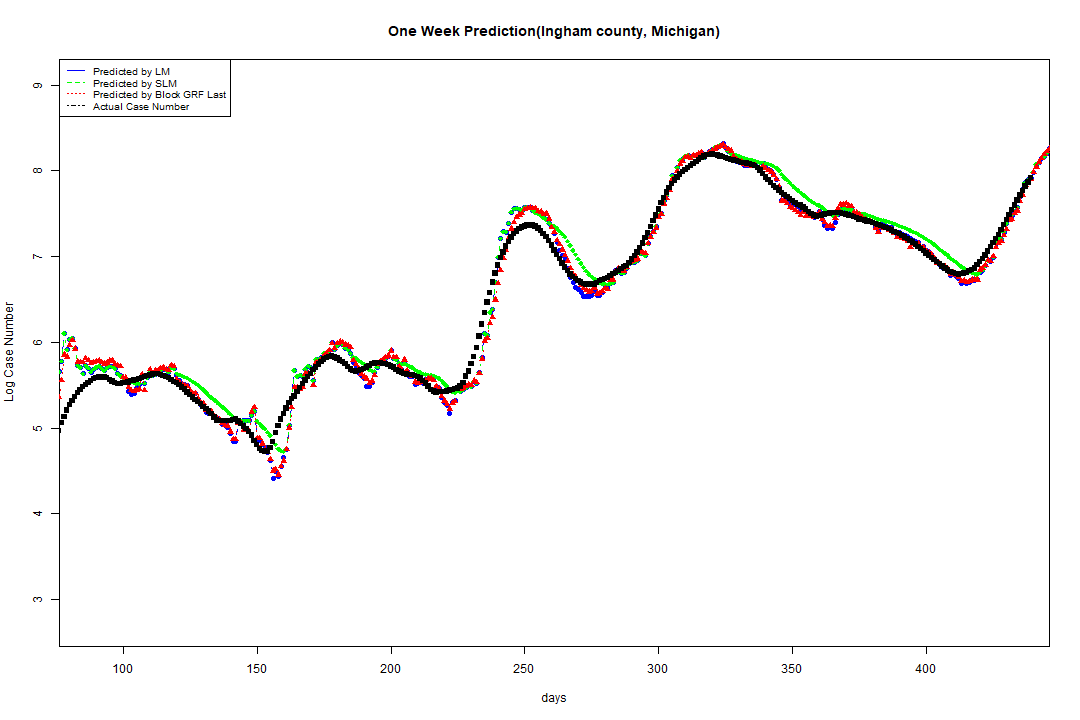 One Week Prediction(Ingham county, Michigan)
Predicted by LM
Predicted by SLM
Predicted by Block GRF Last
Actual Case Number
9
8
7
6
5
4
3
Log Case Number
100 150 200 250 300 350 400
days